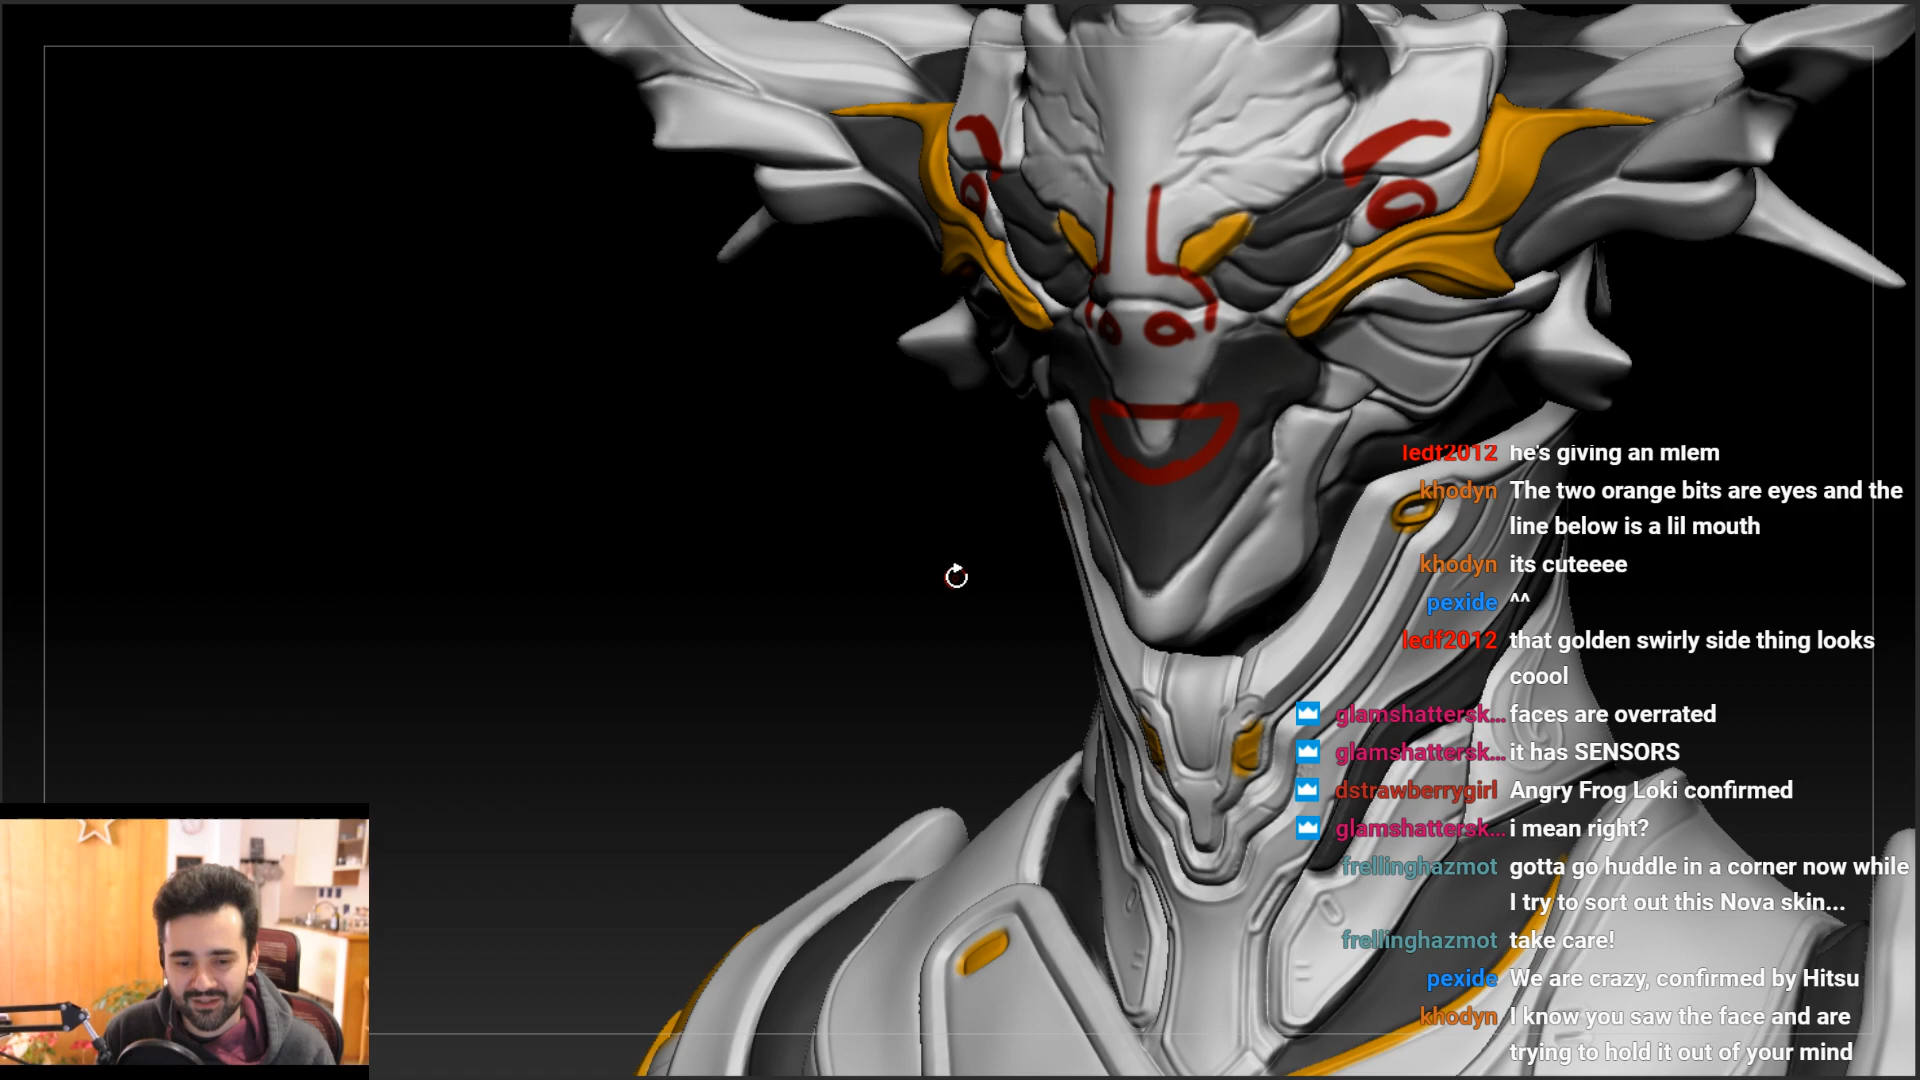 ledf2012 he's giving an mlem
khodyn The two orange bits are eyes and the
line below is a lil mouth
khodyn its cuteeee
pexide ^^
ledf2012 that golden swirly side thing looks
coool
glamshattersk... faces are overrated
glamshattersk... it has SENSORS
dstrawberrygirl Angry Frog Loki confirmed
glamshattersk... i mean right?
frellinghazmot gotta go huddle in a corner now while
I try to sort out this Nova skin...
frellinghazmot take care!
pexide We are crazy, confirmed by Hitsu
khodyn I know you saw the face and are
trying to hold it out of your mind